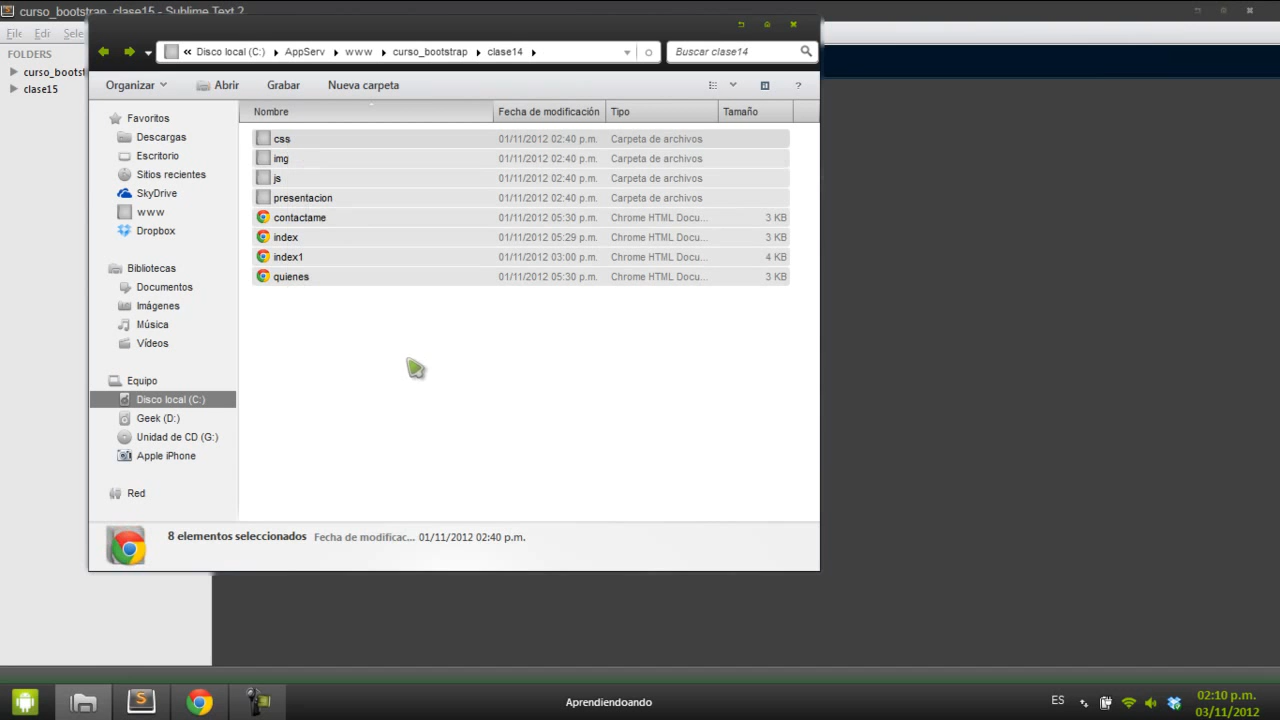 curso_bootstrap, clase15 - Sublime Text 2
File Edi Sele
FOLDERS
curso_bootst
clase15
« Disco local (C:) AppServ www curso_bootstrap clase14
Buscar clase14
Organizar Abrir Grabar Nueva carpeta ?
Nombre Fecha de modificación Tipo Tamaño
css 01/11/2012 02:40 p.m. Carpeta de archivos
img 01/11/2012 02:40 p.m. Carpeta de archivos
js 01/11/2012 02:40 p.m. Carpeta de archivos
presentacion 01/11/2012 02:40 p.m. Carpeta de archivos
contactame 01/11/2012 05:30 p.m. Chrome HTML Docu... 3 KB
index 01/11/2012 05:29 p.m. Chrome HTML Docu... 3 KB
index1 01/11/2012 03:00 p.m. Chrome HTML Docu... 4 KB
quienes 01/11/2012 05:30 p.m. Chrome HTML Docu... 3 KB
Favoritos
Descargas
Escritorio
Sitios recientes
SkyDrive
www
Dropbox
Bibliotecas
Documentos
Imágenes
Música
Vídeos
Equipo
Disco local (C:)
Geek (D:)
Unidad de CD (G:)
Apple iPhone
Red
8 elementos seleccionados Fecha de modificac... 01/11/2012 02:40 p.m.
Aprendiendoando
ES
02:10 p.m.
03/11/2012